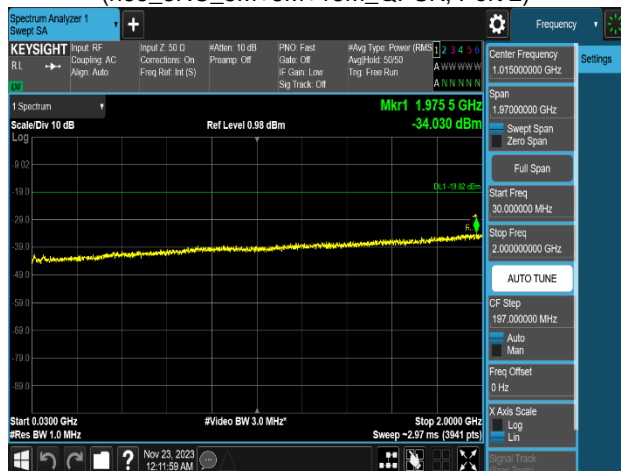 Spectrum Analyzer 1
Swept SA
Frequency
KEYSIGHT
RL
Input: RF
Coupling: AC
Align: Auto
Input Z: 50 Ω
Corrections: On
Freq Ref: Int (S)
#Atten: 10 dB
Preamp: Off
PNO: Fast
Gate: Off
IF Gain: Low
Sig Track: Off
#Avg Type: Power (RMS
Avg|Hold: 50/50
Trig: Free Run
1 2 3 4 5 6
A W W W W W
A N N N N N
LV
1 Spectrum
Scale/Div 10 dB
Log
Ref Level 0.98 dBm
Mkr1 1.975 5 GHz
-34.030 dBm
-9.02
-19.0
DL1 -19.02 dBm
-29.0
-39.0
-49.0
-59.0
-69.0
-79.0
-89.0
Start 0.0300 GHz
#Res BW 1.0 MHz
#Video BW 3.0 MHz*
Stop 2.0000 GHz
Sweep ~2.97 ms (3941 pts)
Nov 23, 2023
12:11:59 AM
Settings
Center Frequency
1.015000000 GHz
Span
1.97000000 GHz
Swept Span
Zero Span
Full Span
Start Freq
30.000000 MHz
Stop Freq
2.000000000 GHz
AUTO TUNE
CF Step
197.000000 MHz
Auto
Man
Freq Offset
0 Hz
X Axis Scale
Log
Lin
Signal Track
(Span Zoom)